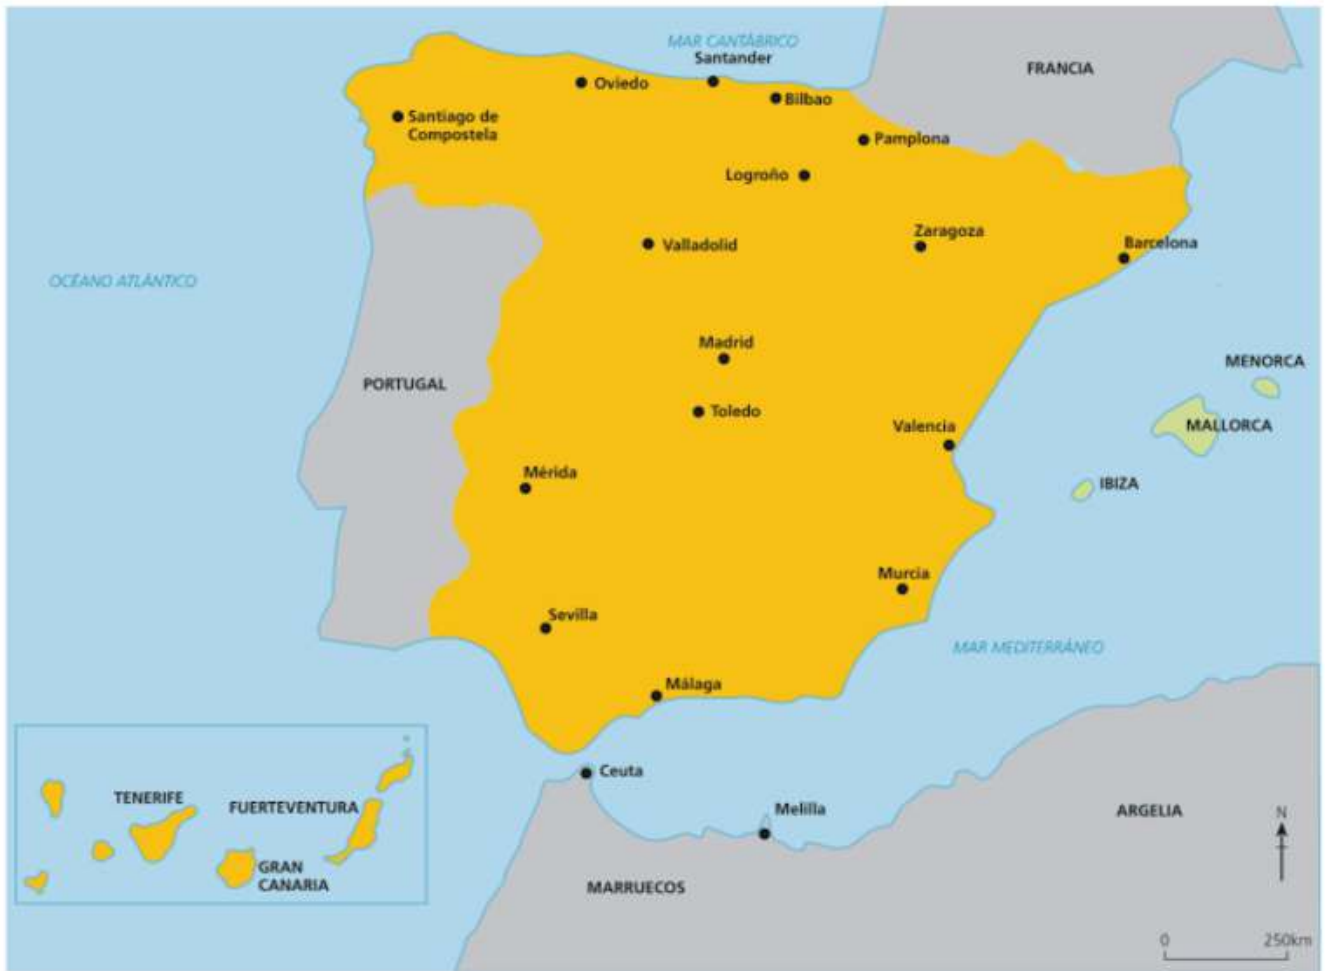 MAR CANTÁBRICO
Santander
FRANCIA
Oviedo
Bilbao
Santiago de
Compostela
Pamplona
Logroño
Zaragoza
Barcelona
Valladolid
OCÉANO ATLÁNTICO
Madrid
MENORCA
PORTUGAL
Toledo
Valencia
MALLORCA
Mérida
IBIZA
Murcia
Sevilla
MAR MEDITERRÁNEO
Málaga
Ceuta
TENERIFE
FUERTEVENTURA
Melilla
ARGELIA
N
GRAN
CANARIA
MARRUECOS
0 250km